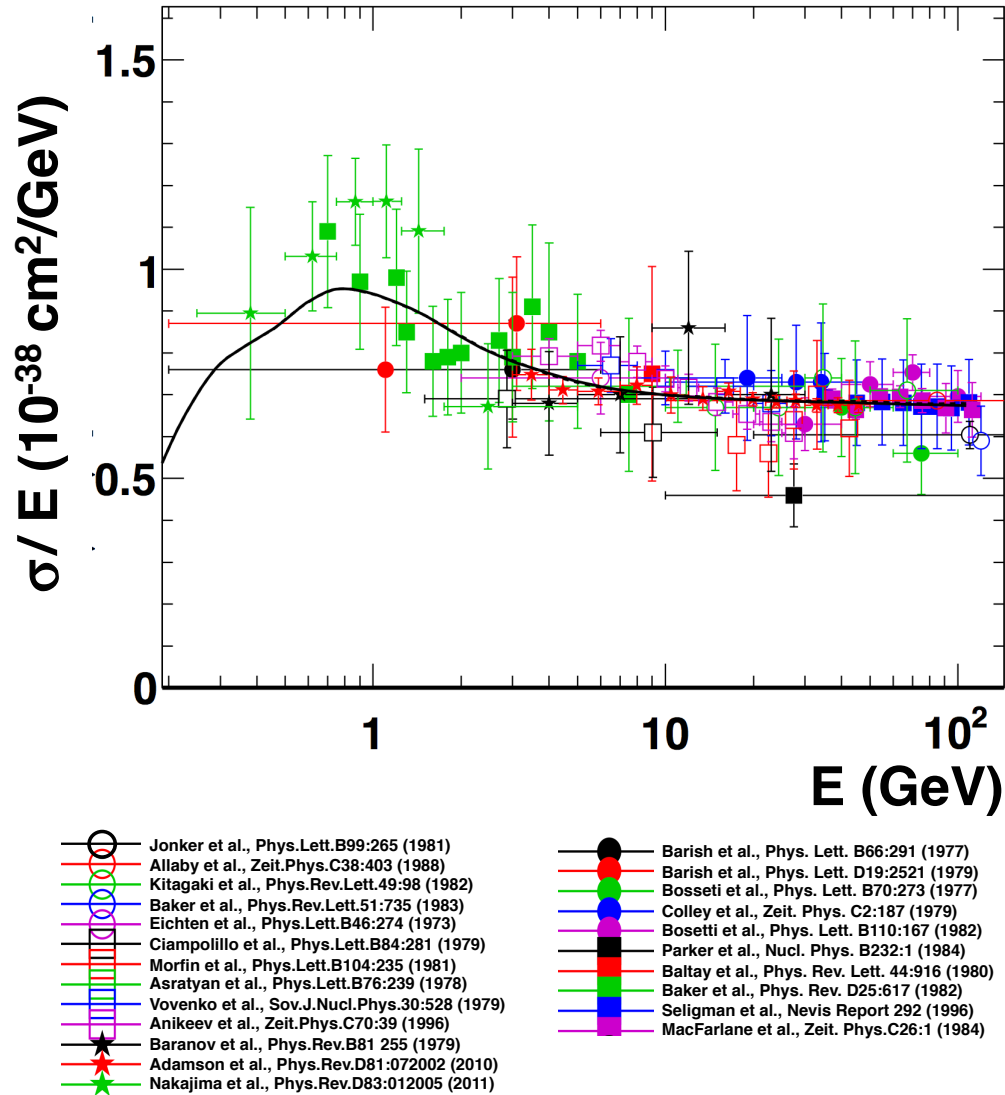 1.5
1
0.5
0
σ/ E (10-38 cm2/GeV)
1
10
102
E (GeV)
Jonker et al., Phys.Lett.B99:265 (1981)
Allaby et al., Zeit.Phys.C38:403 (1988)
Kitagaki et al., Phys.Rev.Lett.49:98 (1982)
Baker et al., Phys.Rev.Lett.51:735 (1983)
Eichten et al., Phys.Lett.B46:274 (1973)
Ciampolillo et al., Phys.Lett.B84:281 (1979)
Morfin et al., Phys.Lett.B104:235 (1981)
Asratyan et al., Phys.Lett.B76:239 (1978)
Vovenko et al., Sov.J.Nucl.Phys.30:528 (1979)
Anikeev et al., Zeit.Phys.C70:39 (1996)
Baranov et al., Phys.Rev.B81 255 (1979)
Adamson et al., Phys.Rev.D81:072002 (2010)
Nakajima et al., Phys.Rev.D83:012005 (2011)
Barish et al., Phys. Lett. B66:291 (1977)
Barish et al., Phys. Lett. D19:2521 (1979)
Bosseti et al., Phys. Lett. B70:273 (1977)
Colley et al., Zeit. Phys. C2:187 (1979)
Bosetti et al., Phys. Lett. B110:167 (1982)
Parker et al., Nucl. Phys. B232:1 (1984)
Baltay et al., Phys. Rev. Lett. 44:916 (1980)
Baker et al., Phys. Rev. D25:617 (1982)
Seligman et al., Nevis Report 292 (1996)
MacFarlane et al., Zeit. Phys.C26:1 (1984)